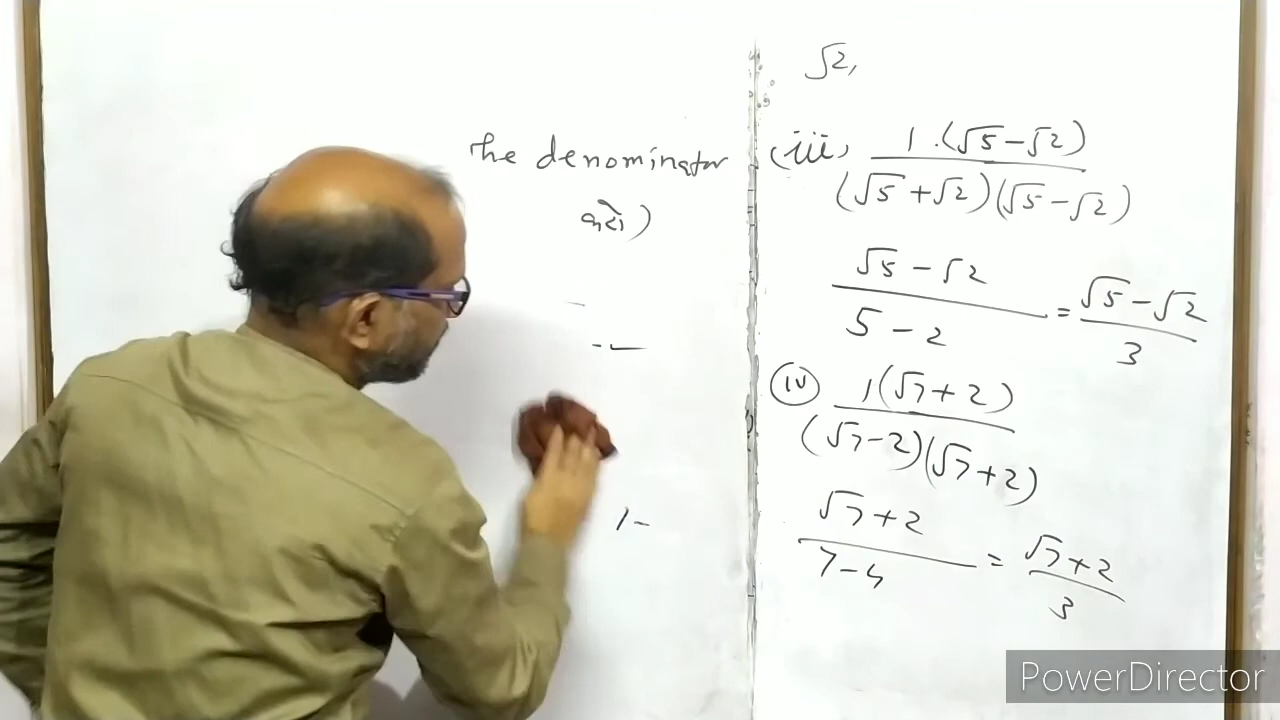 the denominator
करो)
√2,
(iii) 1.(√5-√2)
(√5+√2)(√5-√2)
√5-√2
5-2
= √5-√2
3
(iv) 1(√7+2)
(√7-2)(√7+2)
√7+2
7-4
= √7+2
3
PowerDirector